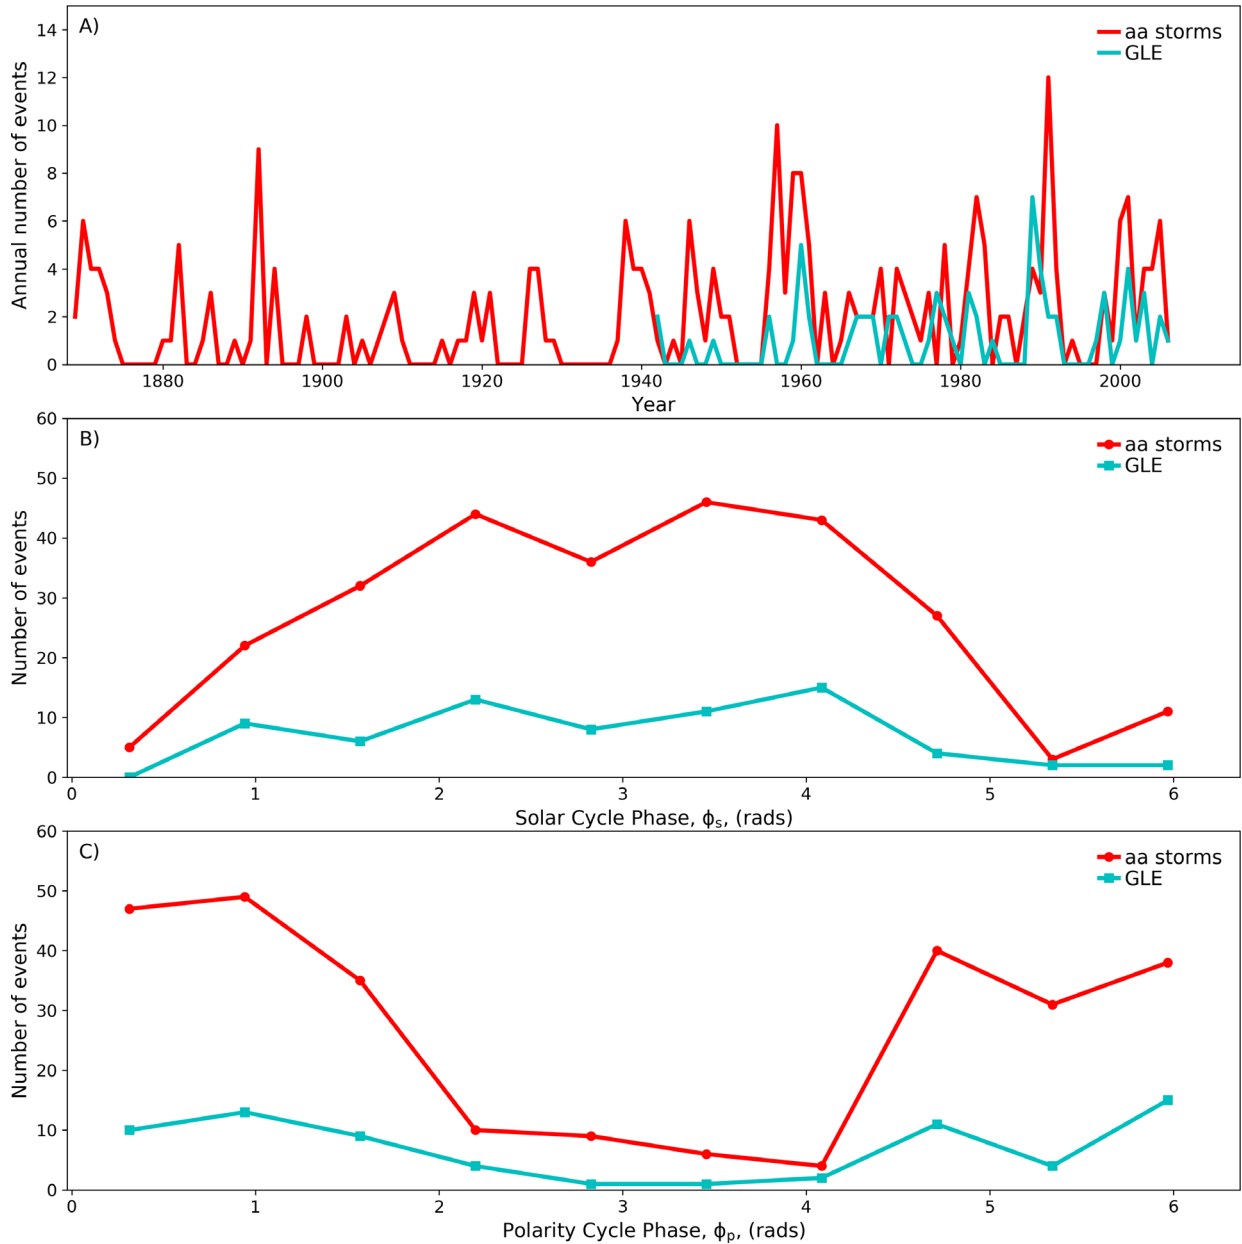 A)
aa storms
GLE
Annual number of events
14
12
10
8
6
4
2
0
1880 1900 1920 1940 1960 1980 2000
Year
B)
aa storms
GLE
Number of events
60
50
40
30
20
10
0
0 1 2 3 4 5 6
Solar Cycle Phase, ϕₛ, (rads)
C)
aa storms
GLE
Number of events
60
50
40
30
20
10
0
0 1 2 3 4 5 6
Polarity Cycle Phase, ϕₚ, (rads)